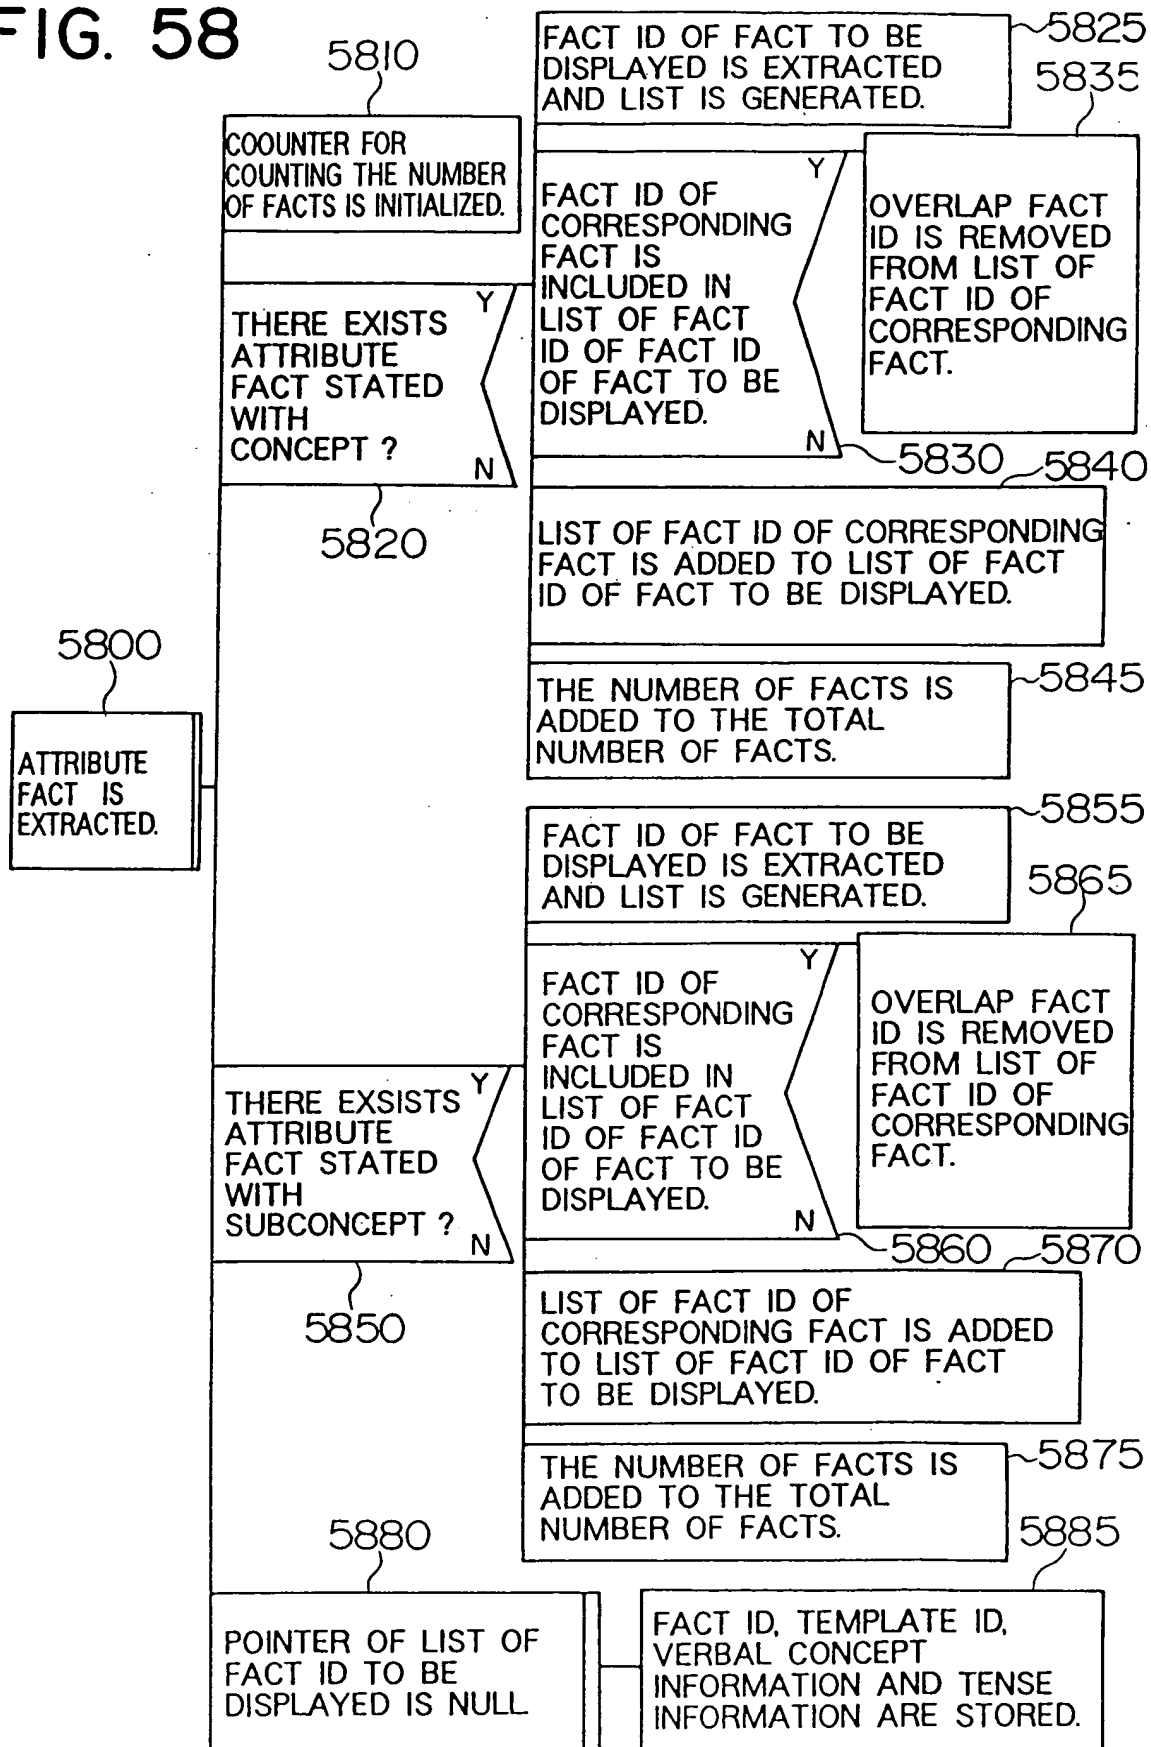 FIG. 58
5810
COOUNTER FOR
COUNTING THE NUMBER
OF FACTS IS INITIALIZED.
5825
FACT ID OF FACT TO BE
DISPLAYED IS EXTRACTED
AND LIST IS GENERATED.
5835
Y
FACT ID OF
CORRESPONDING
FACT IS
INCLUDED IN
LIST OF FACT
ID OF FACT ID
OF FACT TO BE
DISPLAYED.
N
5830
OVERLAP FACT
ID IS REMOVED
FROM LIST OF
FACT ID OF
CORRESPONDING
FACT.
Y
THERE EXISTS
ATTRIBUTE
FACT STATED
WITH
CONCEPT ?
N
5820
5840
LIST OF FACT ID OF CORRESPONDING
FACT IS ADDED TO LIST OF FACT
ID OF FACT TO BE DISPLAYED.
5800
ATTRIBUTE
FACT IS
EXTRACTED.
5845
THE NUMBER OF FACTS IS
ADDED TO THE TOTAL
NUMBER OF FACTS.
5855
FACT ID OF FACT TO BE
DISPLAYED IS EXTRACTED
AND LIST IS GENERATED.
5865
Y
FACT ID OF
CORRESPONDING
FACT IS
INCLUDED IN
LIST OF FACT
ID OF FACT ID
OF FACT TO BE
DISPLAYED.
N
5860
OVERLAP FACT
ID IS REMOVED
FROM LIST OF
FACT ID OF
CORRESPONDING
FACT.
Y
THERE EXSISTS
ATTRIBUTE
FACT STATED
WITH
SUBCONCEPT ?
N
5850
5870
LIST OF FACT ID OF
CORRESPONDING FACT IS ADDED
TO LIST OF FACT ID OF FACT
TO BE DISPLAYED.
5875
THE NUMBER OF FACTS IS
ADDED TO THE TOTAL
NUMBER OF FACTS.
5880
POINTER OF LIST OF
FACT ID TO BE
DISPLAYED IS NULL
5885
FACT ID, TEMPLATE ID,
VERBAL CONCEPT
INFORMATION AND TENSE
INFORMATION ARE STORED.